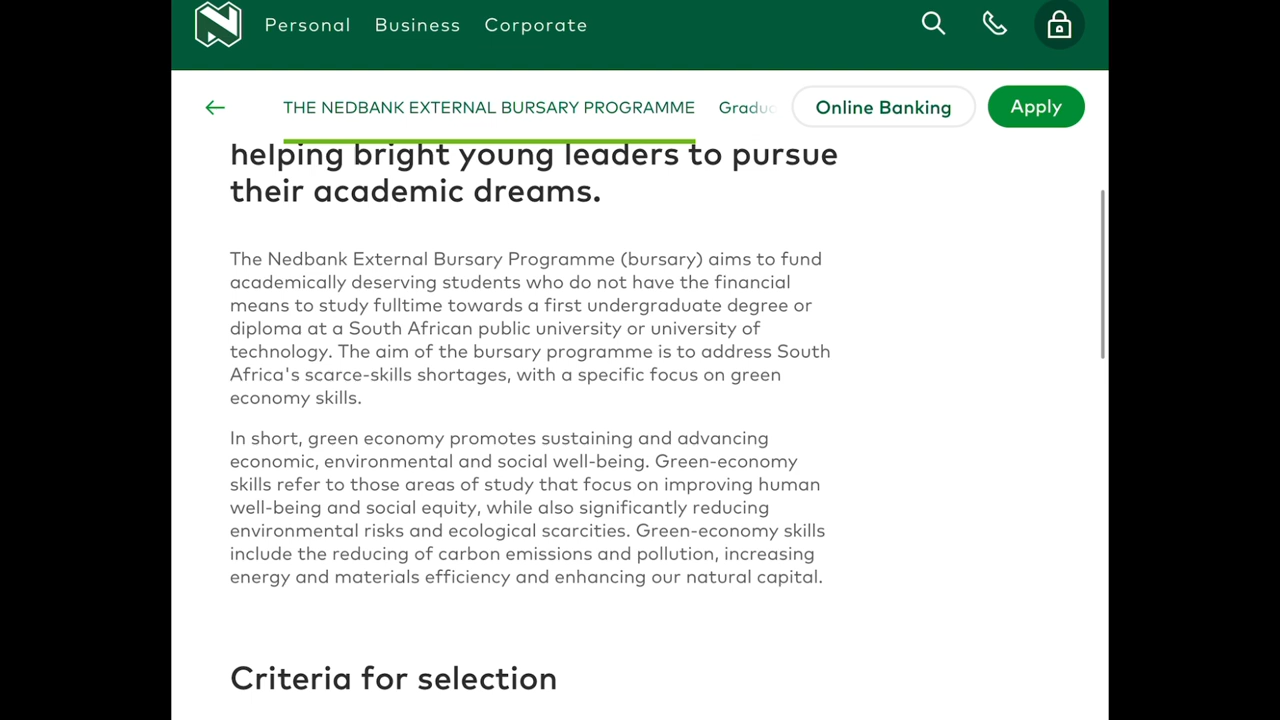 Personal Business Corporate
THE NEDBANK EXTERNAL BURSARY PROGRAMME Gradu Online Banking Apply
helping bright young leaders to pursue
their academic dreams.
The Nedbank External Bursary Programme (bursary) aims to fund
academically deserving students who do not have the financial
means to study fulltime towards a first undergraduate degree or
diploma at a South African public university or university of
technology. The aim of the bursary programme is to address South
Africa's scarce-skills shortages, with a specific focus on green
economy skills.
In short, green economy promotes sustaining and advancing
economic, environmental and social well-being. Green-economy
skills refer to those areas of study that focus on improving human
well-being and social equity, while also significantly reducing
environmental risks and ecological scarcities. Green-economy skills
include the reducing of carbon emissions and pollution, increasing
energy and materials efficiency and enhancing our natural capital.
Criteria for selection